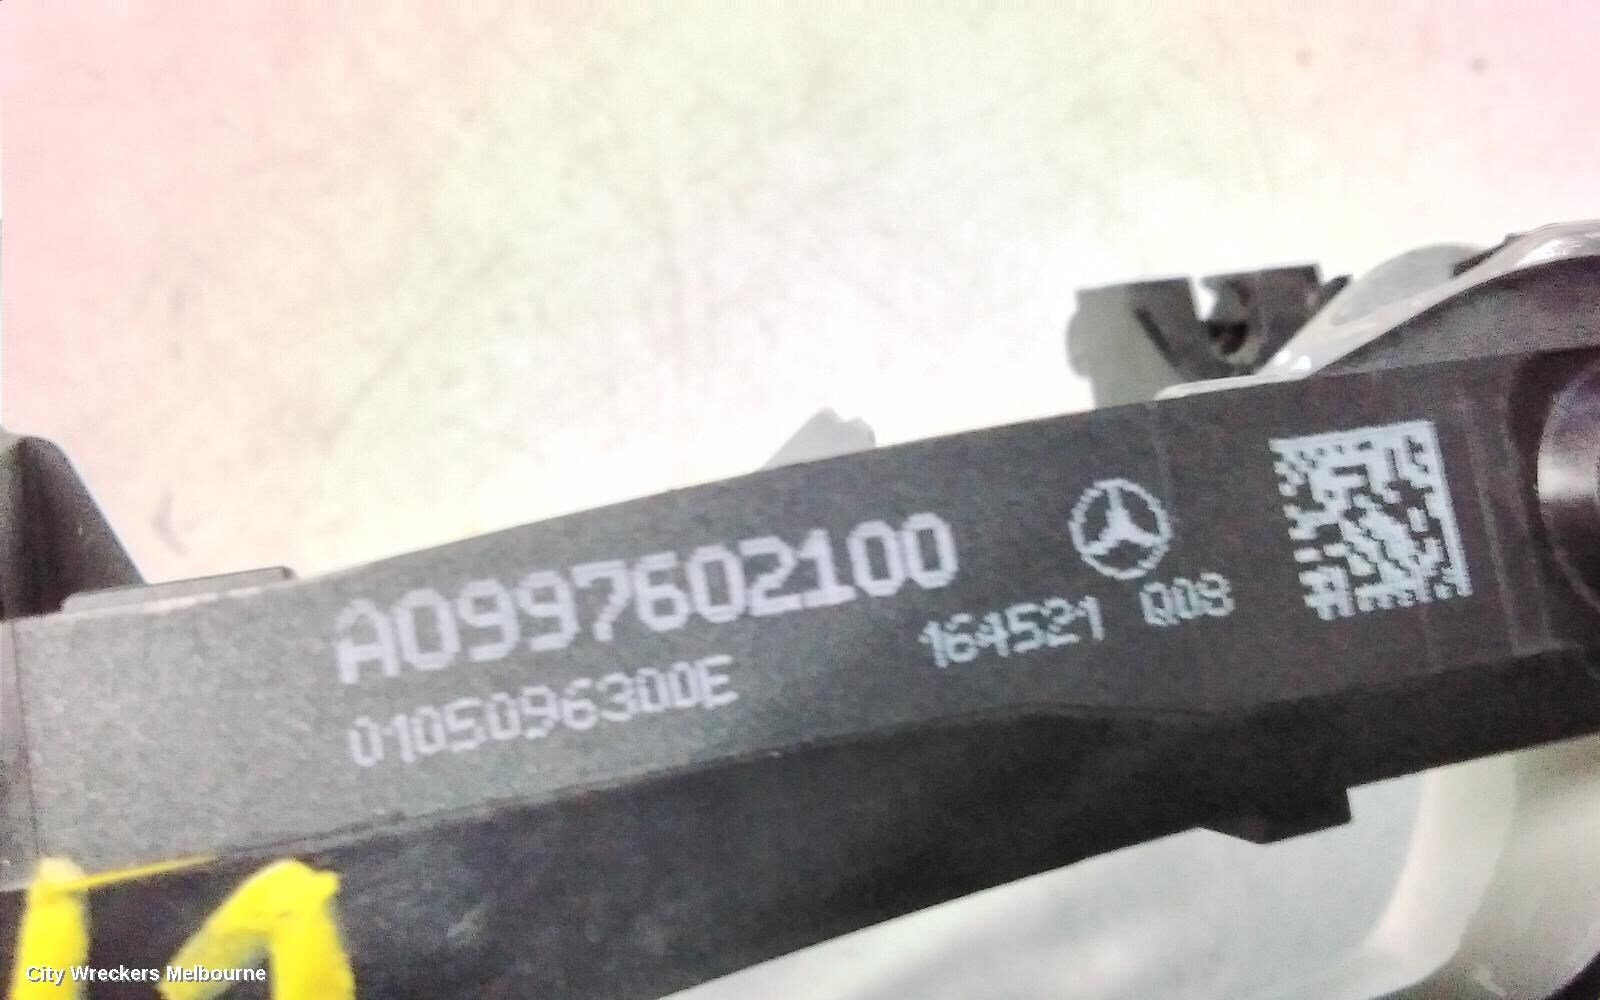 A0997602100
0105096300E
164521 Q08
City Wreckers Melbourne